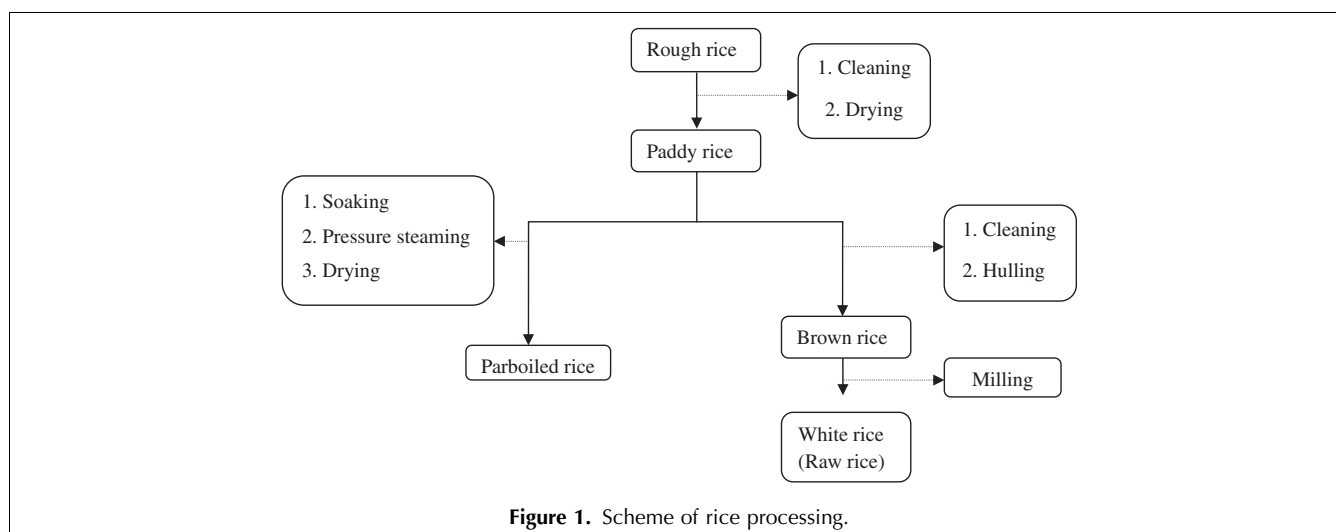 Rough rice
1. Cleaning
2. Drying
Paddy rice
1. Soaking
2. Pressure steaming
3. Drying
1. Cleaning
2. Hulling
Brown rice
Parboiled rice
Milling
White rice
(Raw rice)
Figure 1. Scheme of rice processing.